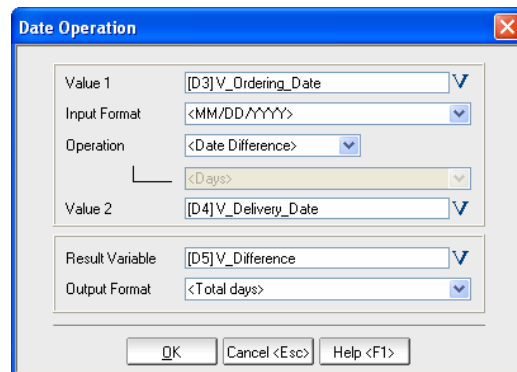 Date Operation
Value 1 [D3] V_Ordering_Date V
Input Format <MM/DD/YYYY>
Operation <Date Difference>
<Days>
Value 2 [D4] V_Delivery_Date V
Result Variable [D5] V_Difference V
Output Format <Total days>
OK Cancel <Esc> Help <F1>